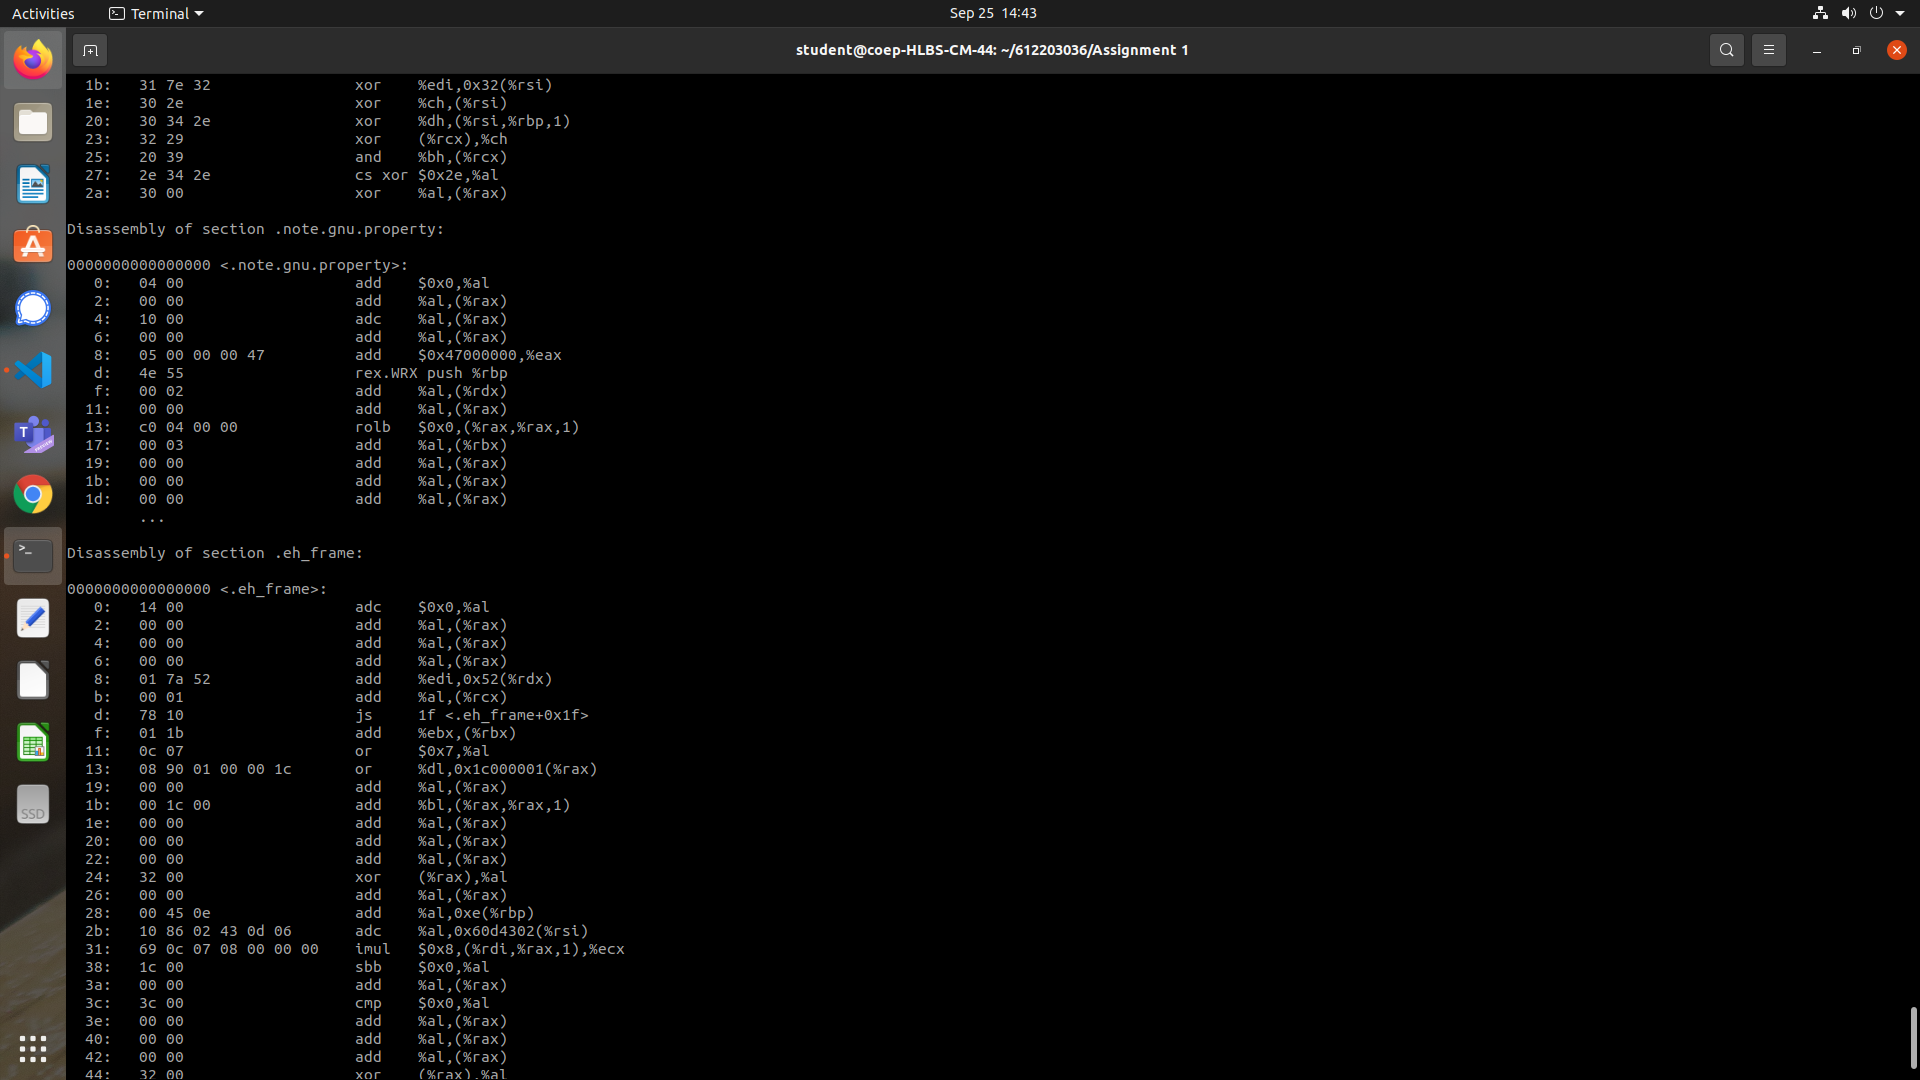 Activities Terminal Sep 25 14:43
student@coep-HLBS-CM-44: ~/612203036/Assignment 1
1b: 31 7e 32 xor %edi,0x32(%rsi)
1e: 30 2e xor %ch,(%rsi)
20: 30 34 2e xor %dh,(%rsi,%rbp,1)
23: 32 29 xor (%rcx),%ch
25: 20 39 and %bh,(%rcx)
27: 2e 34 2e cs xor $0x2e,%al
2a: 30 00 xor %al,(%rax)
Disassembly of section .note.gnu.property:
0000000000000000 <.note.gnu.property>:
0: 04 00 add $0x0,%al
2: 00 00 add %al,(%rax)
4: 10 00 adc %al,(%rax)
6: 00 00 add %al,(%rax)
8: 05 00 00 00 47 add $0x47000000,%eax
d: 4e 55 rex.WRX push %rbp
f: 00 02 add %al,(%rdx)
11: 00 00 add %al,(%rax)
13: c0 04 00 00 rolb $0x0,(%rax,%rax,1)
17: 00 03 add %al,(%rbx)
19: 00 00 add %al,(%rax)
1b: 00 00 add %al,(%rax)
1d: 00 00 add %al,(%rax)
...
Disassembly of section .eh_frame:
0000000000000000 <.eh_frame>:
0: 14 00 adc $0x0,%al
2: 00 00 add %al,(%rax)
4: 00 00 add %al,(%rax)
6: 00 00 add %al,(%rax)
8: 01 7a 52 add %edi,0x52(%rdx)
b: 00 01 add %al,(%rcx)
d: 78 10 js 1f <.eh_frame+0x1f>
f: 01 1b add %ebx,(%rbx)
11: 0c 07 or $0x7,%al
13: 08 90 01 00 00 1c or %dl,0x1c000001(%rax)
19: 00 00 add %al,(%rax)
1b: 00 1c 00 add %bl,(%rax,%rax,1)
1e: 00 00 add %al,(%rax)
20: 00 00 add %al,(%rax)
22: 00 00 add %al,(%rax)
24: 32 00 xor (%rax),%al
26: 00 00 add %al,(%rax)
28: 00 45 0e add %al,0xe(%rbp)
2b: 10 86 02 43 0d 06 adc %al,0x60d4302(%rsi)
31: 69 0c 07 08 00 00 00 imul $0x8,(%rdi,%rax,1),%ecx
38: 1c 00 sbb $0x0,%al
3a: 00 00 add %al,(%rax)
3c: 3c 00 cmp $0x0,%al
3e: 00 00 add %al,(%rax)
40: 00 00 add %al,(%rax)
42: 00 00 add %al,(%rax)
44: 32 00 xor (%rax),%al
SSD